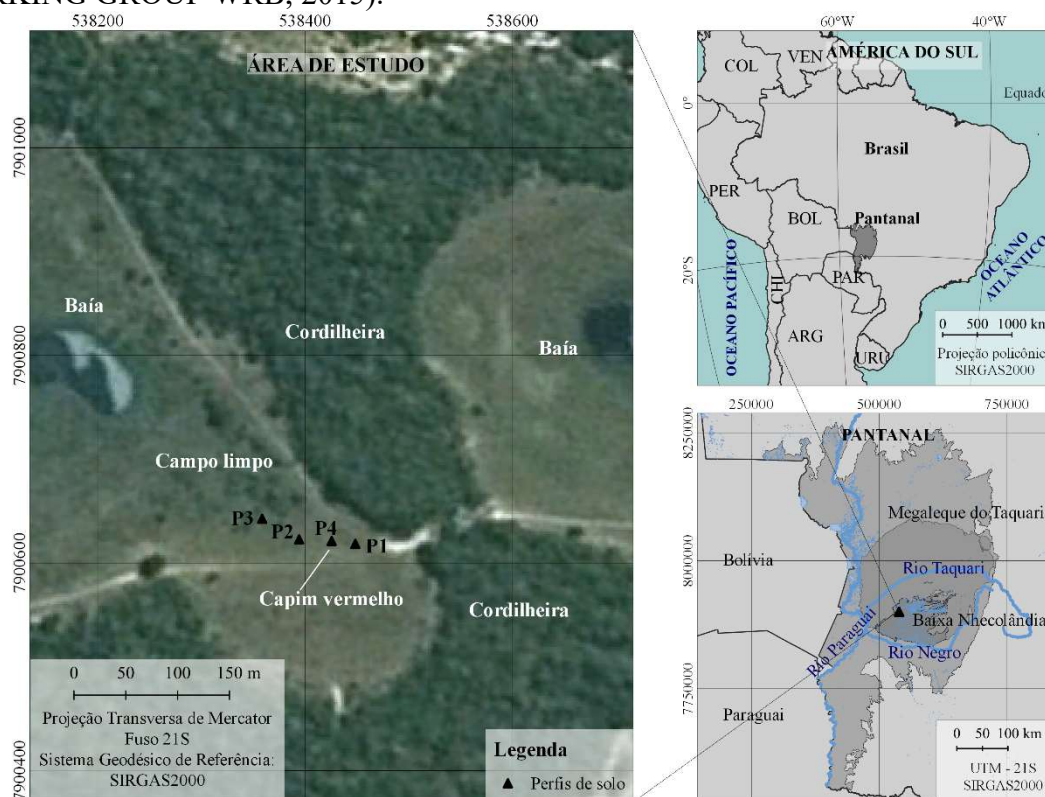 RKING GROUP WRB, 2015).
538200 538400 538600
ÁREA DE ESTUDO
7901000
7900800
7900600
7900400
Baía
Cordilheira
Baía
Campo limpo
P3
P2
P4
P1
Capim vermelho
Cordilheira
0 50 100 150 m
Projeção Transversa de Mercator
Fuso 21S
Sistema Geodésico de Referência:
SIRGAS2000
Legenda
▲ Perfis de solo
60°W 40°W
AMÉRICA DO SUL
VEN
COL
0°
Equado
Brasil
PER
Pantanal
BOL
20°S
PAR
CHI
OCEANO PACÍFICO
OCEANO
ATLÂNTICO
ARG
URU
0 500 1000 km
Projeção policônic
SIRGAS2000
250000 500000 750000
PANTANAL
8250000
8000000
7750000
Megaleque do Taquari
Bolívia
Rio Taquari
Baixa Nhecolândia
Rio Paraguai
Rio Negro
Paraguai
0 50 100 km
UTM - 21S
SIRGAS2000